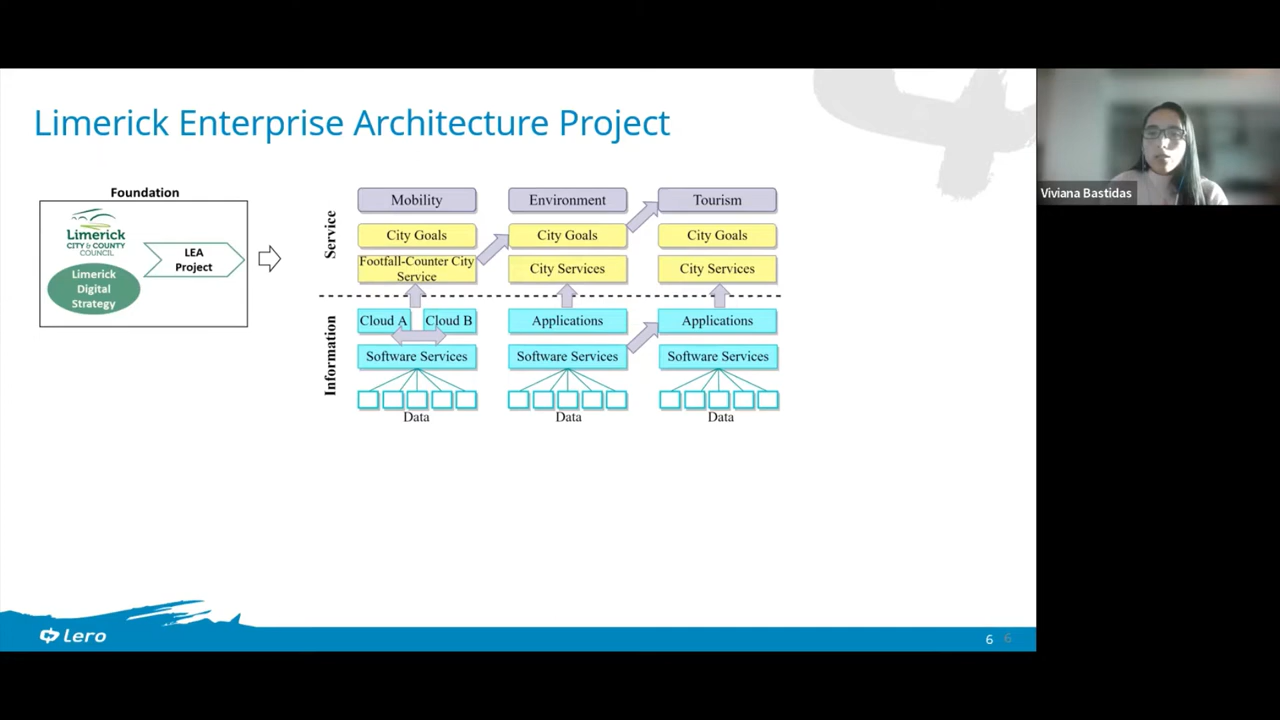 Limerick Enterprise Architecture Project
Viviana Bastidas
Foundation
Limerick
CITY & COUNTY
COUNCIL
Limerick
Digital
Strategy
LEA
Project
Service
Mobility
Environment
Tourism
City Goals
City Goals
City Goals
Footfall-Counter City
Service
City Services
City Services
Information
Cloud A
Cloud B
Applications
Applications
Software Services
Software Services
Software Services
Data
Data
Data
lero
6
6